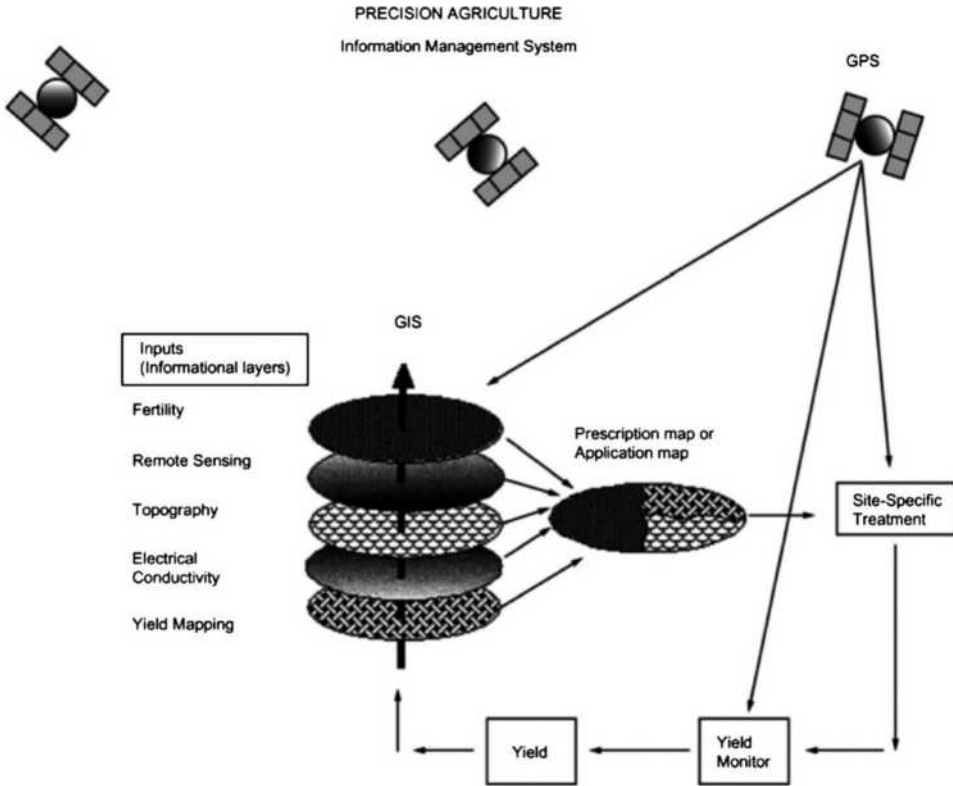 PRECISION AGRICULTURE
Information Management System
GPS
GIS
Inputs
(Informational layers)
Fertility
Remote Sensing
Topography
Electrical
Conductivity
Yield Mapping
Prescription map or
Application map
Site-Specific
Treatment
Yield
Yield
Monitor